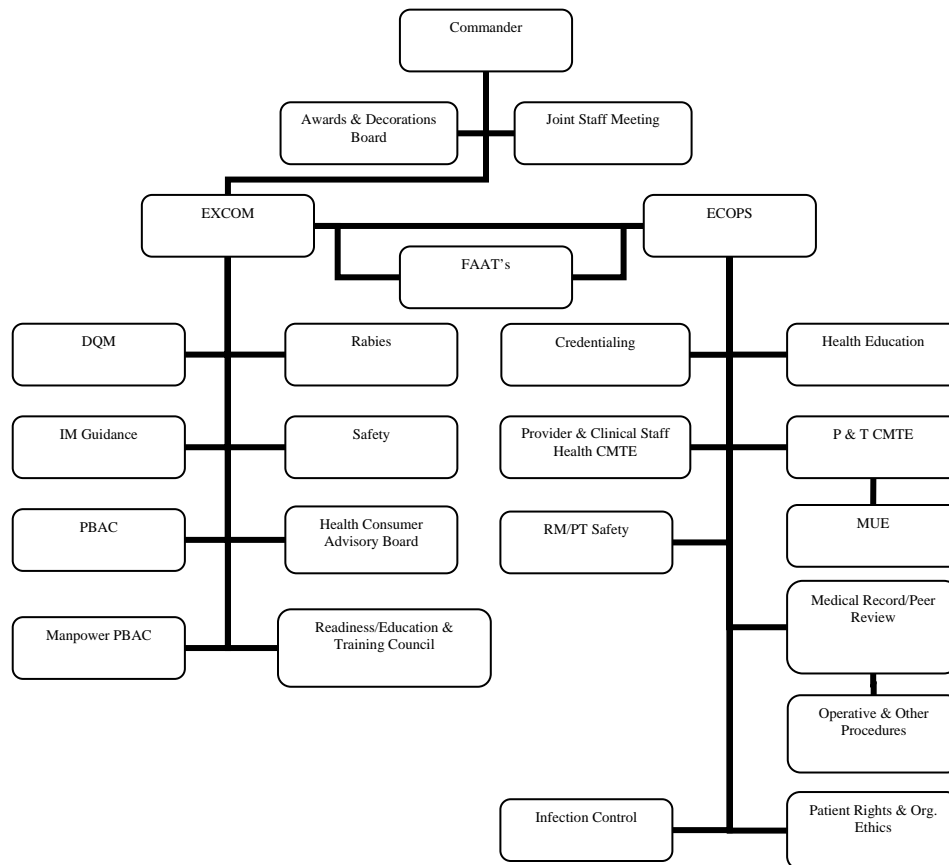 Commander
Awards & Decorations
Board
Joint Staff Meeting
EXCOM
ECOPS
FAAT's
DQM
Rabies
Credentialing
Health Education
IM Guidance
Safety
Provider & Clinical Staff
Health CMTE
P & T CMTE
PBAC
Health Consumer
Advisory Board
RM/PT Safety
MUE
Medical Record/Peer
Review
Manpower PBAC
Readiness/Education &
Training Council
Operative & Other
Procedures
Infection Control
Patient Rights & Org.
Ethics